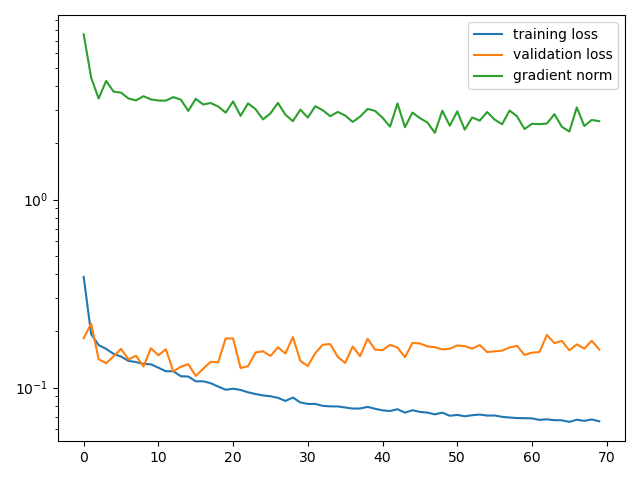 training loss
validation loss
gradient norm
10⁰
10⁻¹
0 10 20 30 40 50 60 70